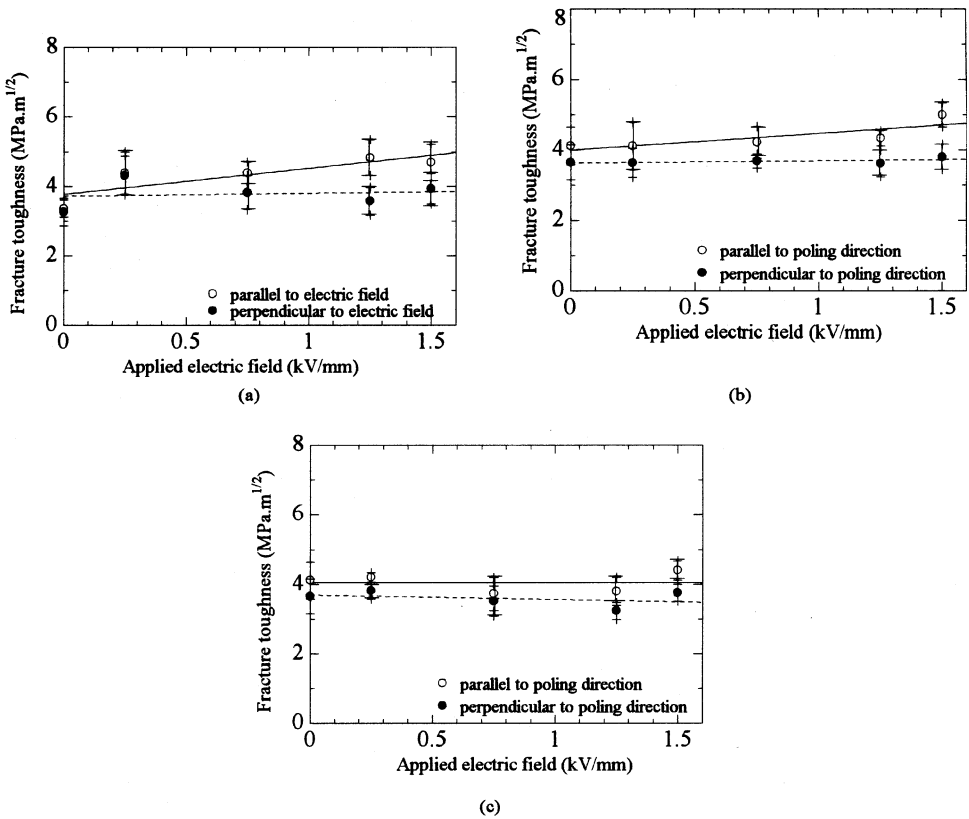 8
6
4
2
0
Fracture toughness (MPa.m1/2)
parallel to electric field
perpendicular to electric field
0
0.5
1
1.5
Applied electric field (kV/mm)
(a)
8
6
4
2
0
Fracture toughness (MPa.m1/2)
parallel to poling direction
perpendicular to poling direction
0
0.5
1
1.5
Applied electric field (kV/mm)
(b)
8
6
4
2
0
Fracture toughness (MPa.m1/2)
parallel to poling direction
perpendicular to poling direction
0
0.5
1
1.5
Applied electric field (kV/mm)
(c)